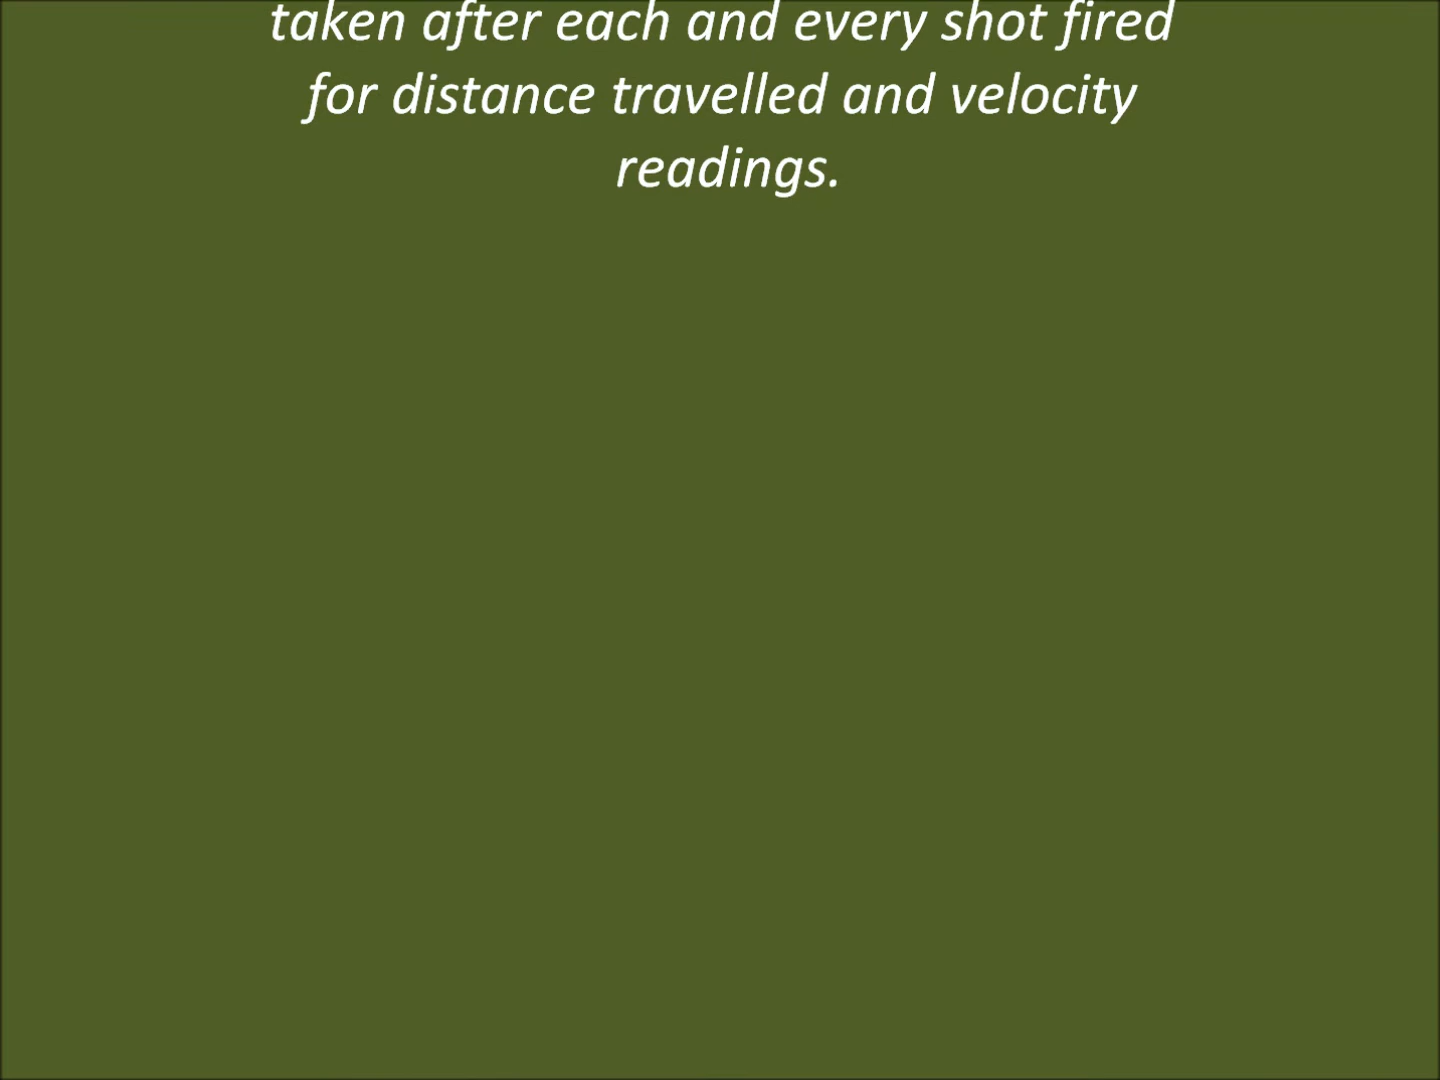 taken after each and every shot fired
for distance travelled and velocity
readings.